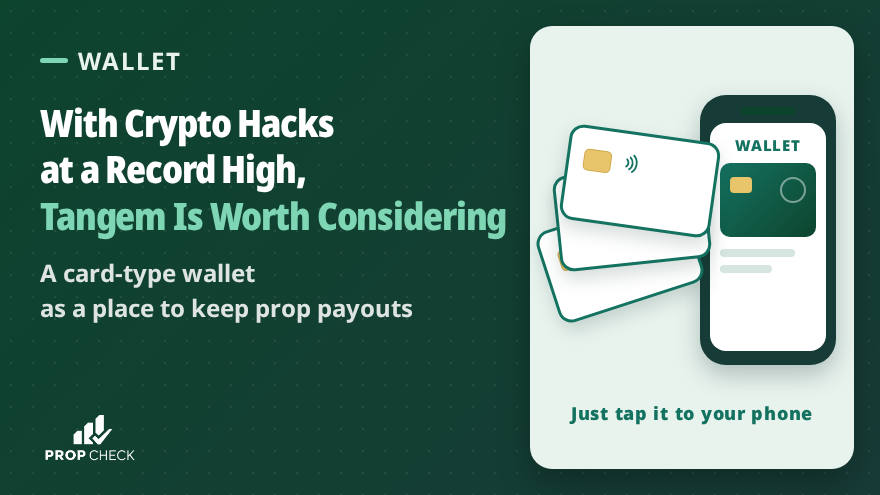 WALLET
With Crypto Hacks
at a Record High,
Tangem Is Worth Considering
A card-type wallet
as a place to keep prop payouts
PROP CHECK
WALLET
Just tap it to your phone